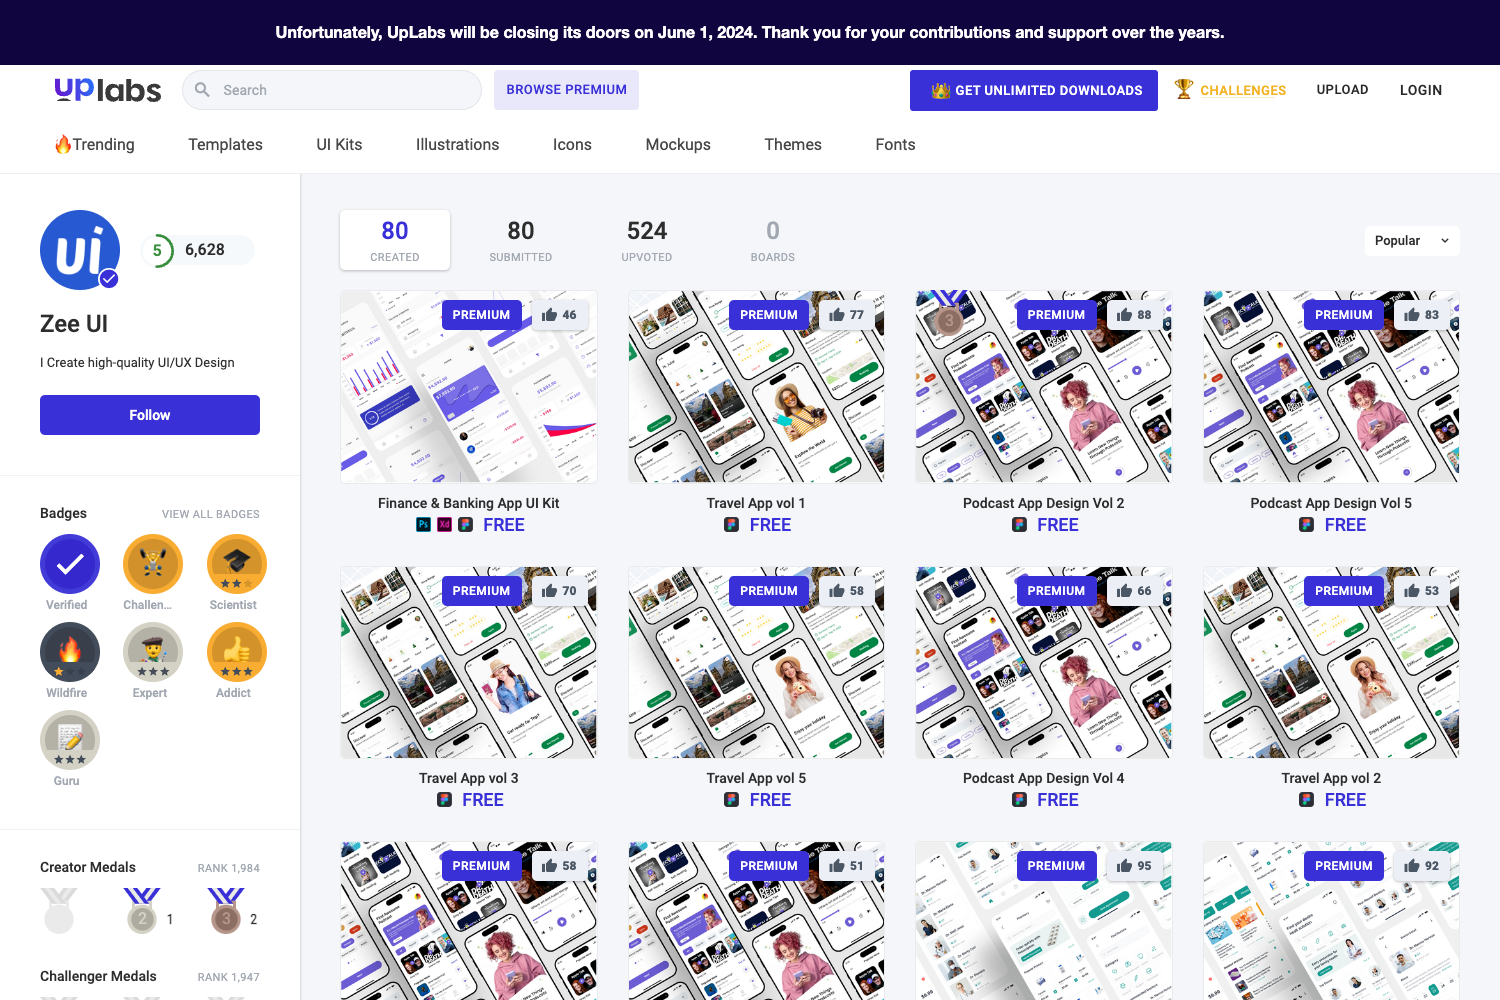 Unfortunately, UpLabs will be closing its doors on June 1, 2024. Thank you for your contributions and support over the years.
uplabs
Search
BROWSE PREMIUM
GET UNLIMITED DOWNLOADS
CHALLENGES
UPLOAD
LOGIN
Trending
Templates
UI Kits
Illustrations
Icons
Mockups
Themes
Fonts
ui
5
6,628
Zee UI
I Create high-quality UI/UX Design
Follow
Badges
VIEW ALL BADGES
Verified
Challen...
Scientist
Wildfire
Expert
Addict
Guru
Creator Medals
RANK 1,984
2
1
3
2
Challenger Medals
RANK 1,947
80
CREATED
80
SUBMITTED
524
UPVOTED
0
BOARDS
Popular
PREMIUM
46
PREMIUM
77
3
PREMIUM
88
PREMIUM
83
Finance & Banking App UI Kit
Ps Xd FREE
Travel App vol 1
FREE
Podcast App Design Vol 2
FREE
Podcast App Design Vol 5
FREE
PREMIUM
70
PREMIUM
58
PREMIUM
66
PREMIUM
53
Travel App vol 3
FREE
Travel App vol 5
FREE
Podcast App Design Vol 4
FREE
Travel App vol 2
FREE
PREMIUM
58
PREMIUM
51
PREMIUM
95
PREMIUM
92